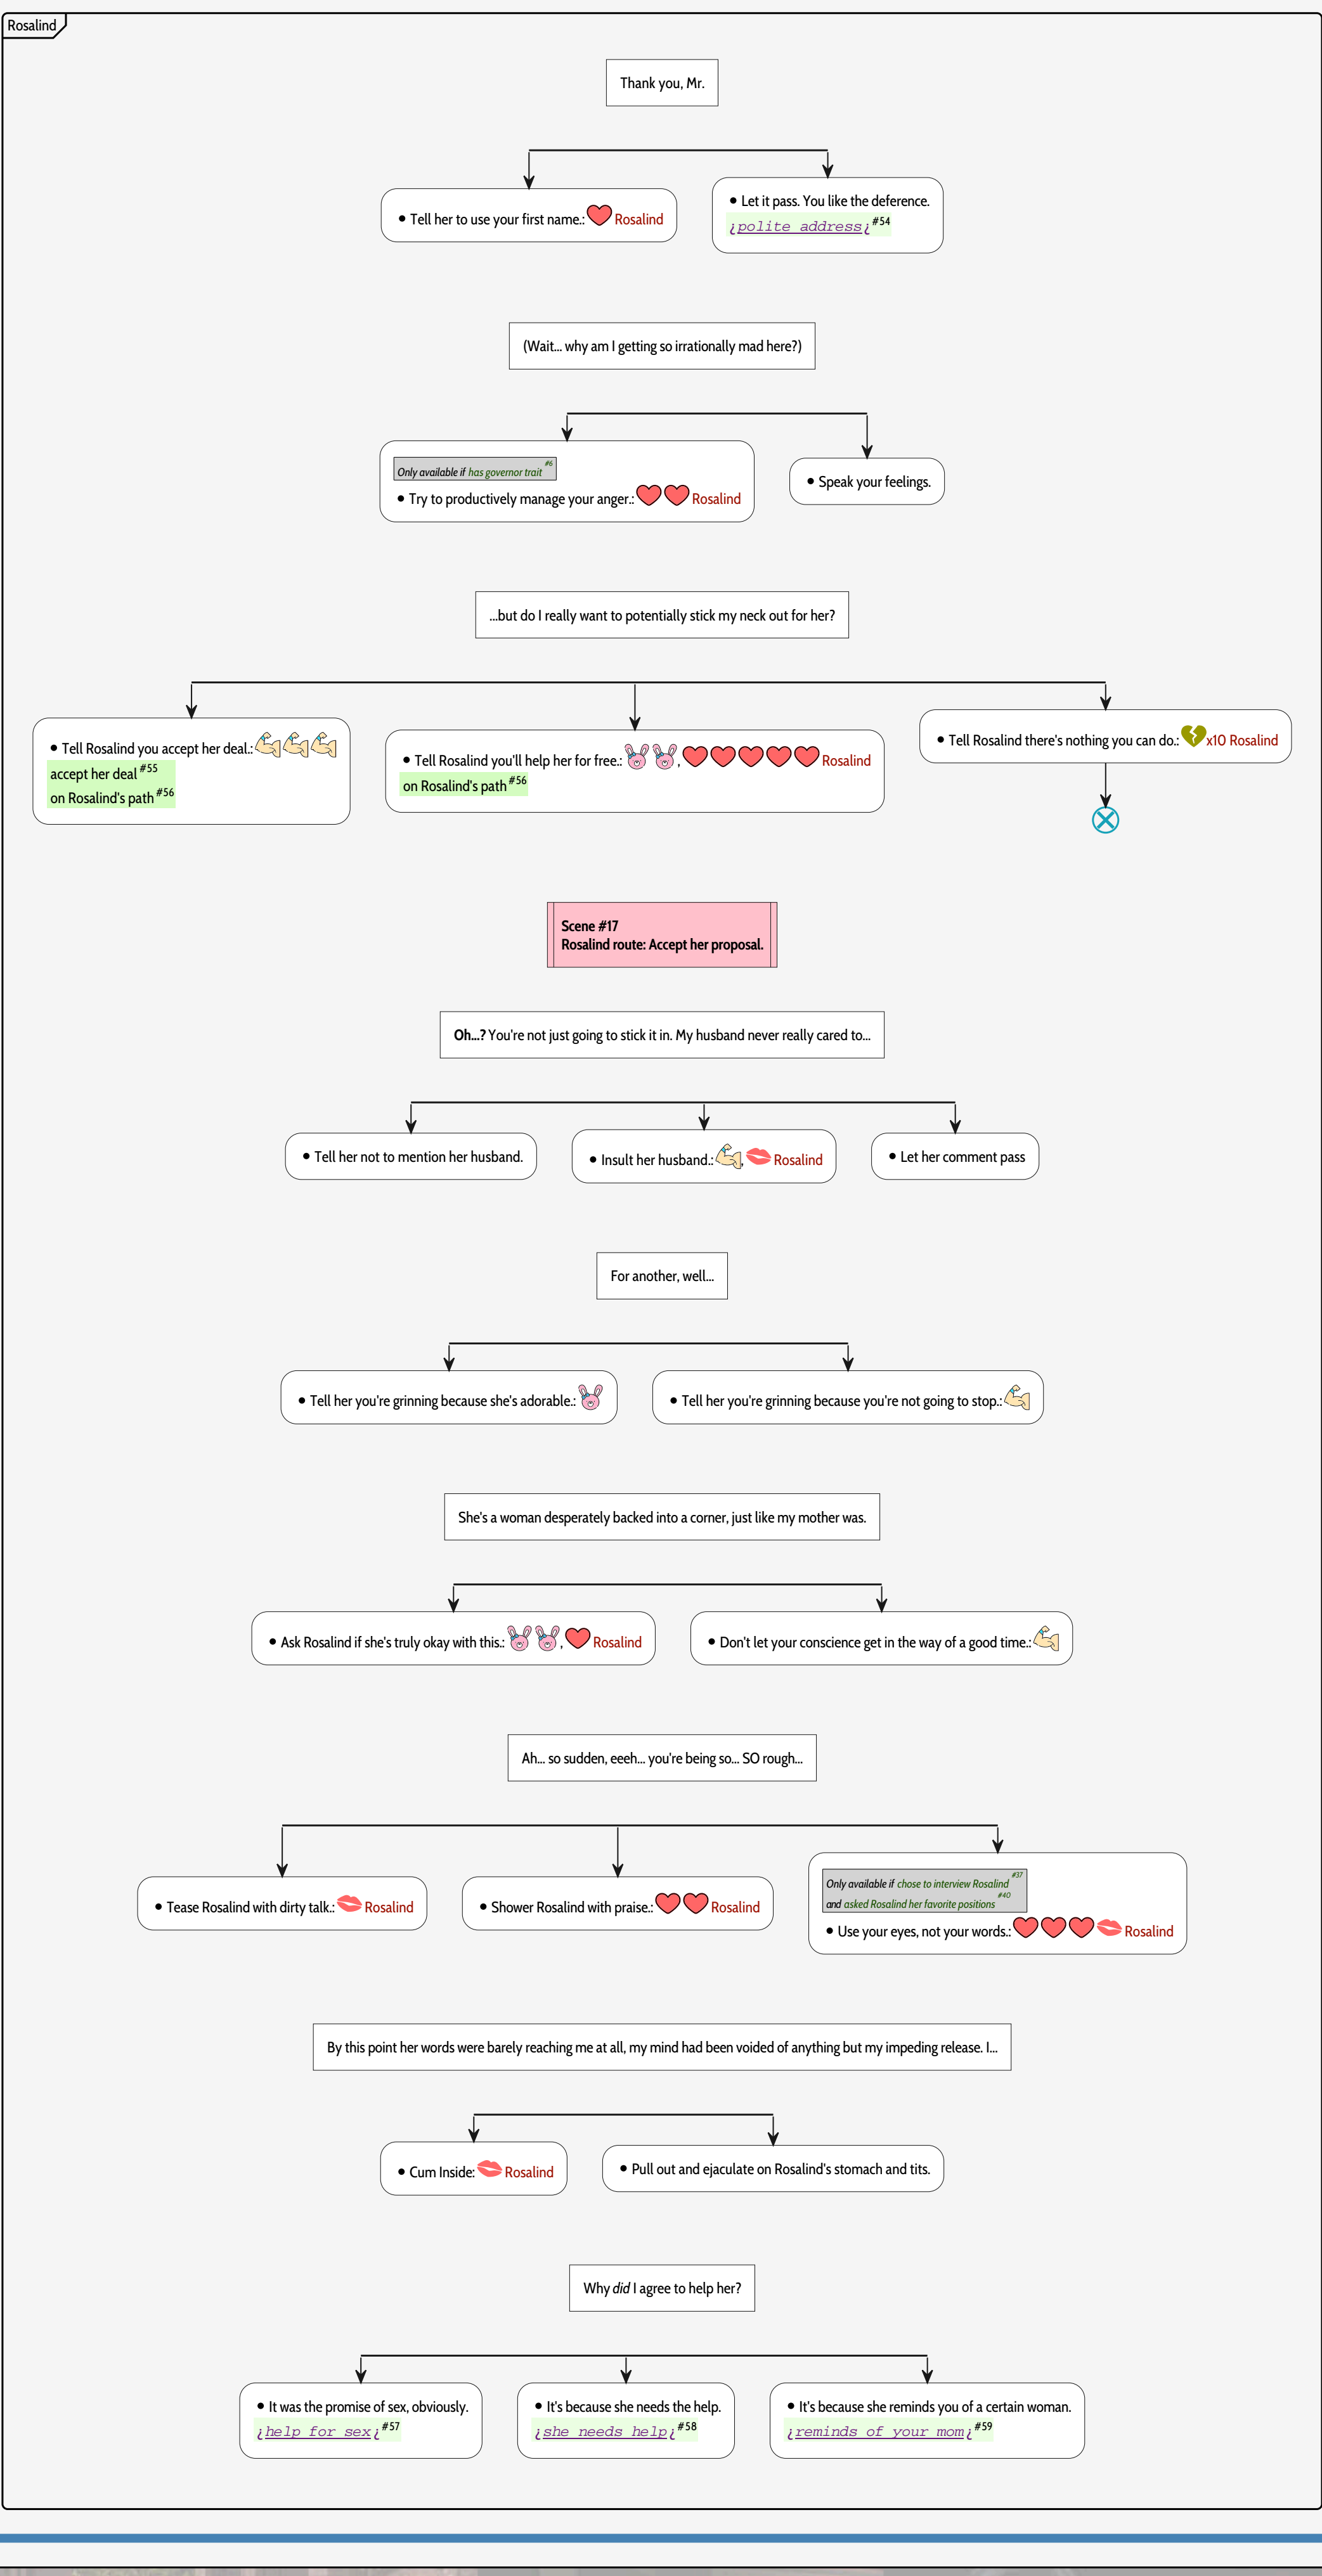 Rosalind
Thank you, Mr.
• Tell her to use your first name.: Rosalind
• Let it pass. You like the deference.
¿polite address¿ #54
(Wait... why am I getting so irrationally mad here?)
Only available if has governor trait #6
• Try to productively manage your anger.: Rosalind
• Speak your feelings.
...but do I really want to potentially stick my neck out for her?
• Tell Rosalind you accept her deal.:
accept her deal #55
on Rosalind's path #56
• Tell Rosalind you'll help her for free.: , Rosalind
on Rosalind's path #56
• Tell Rosalind there's nothing you can do.: x10 Rosalind
Scene #17
Rosalind route: Accept her proposal.
Oh...? You're not just going to stick it in. My husband never really cared to...
• Tell her not to mention her husband.
• Insult her husband.: , Rosalind
• Let her comment pass
For another, well...
• Tell her you're grinning because she's adorable.:
• Tell her you're grinning because you're not going to stop.:
She's a woman desperately backed into a corner, just like my mother was.
• Ask Rosalind if she's truly okay with this.: , Rosalind
• Don't let your conscience get in the way of a good time.:
Ah... so sudden, eeeh... you're being so... SO rough...
• Tease Rosalind with dirty talk.: Rosalind
• Shower Rosalind with praise.: Rosalind
Only available if chose to interview Rosalind #37
and asked Rosalind her favorite positions #40
• Use your eyes, not your words.: Rosalind
By this point her words were barely reaching me at all, my mind had been voided of anything but my impeding release. I...
• Cum Inside: Rosalind
• Pull out and ejaculate on Rosalind's stomach and tits.
Why did I agree to help her?
• It was the promise of sex, obviously.
¿help for sex¿ #57
• It's because she needs the help.
¿she needs help¿ #58
• It's because she reminds you of a certain woman.
¿reminds of your mom¿ #59